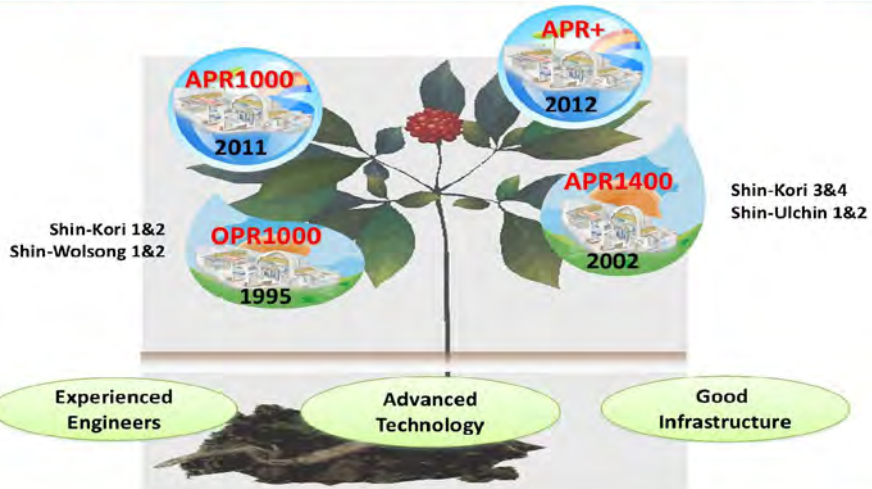 APR+
2012
APR1000
2011
APR1400
2002
Shin-Kori 3&4
Shin-Ulchin 1&2
Shin-Kori 1&2
Shin-Wolsong 1&2
OPR1000
1995
Experienced
Engineers
Advanced
Technology
Good
Infrastructure